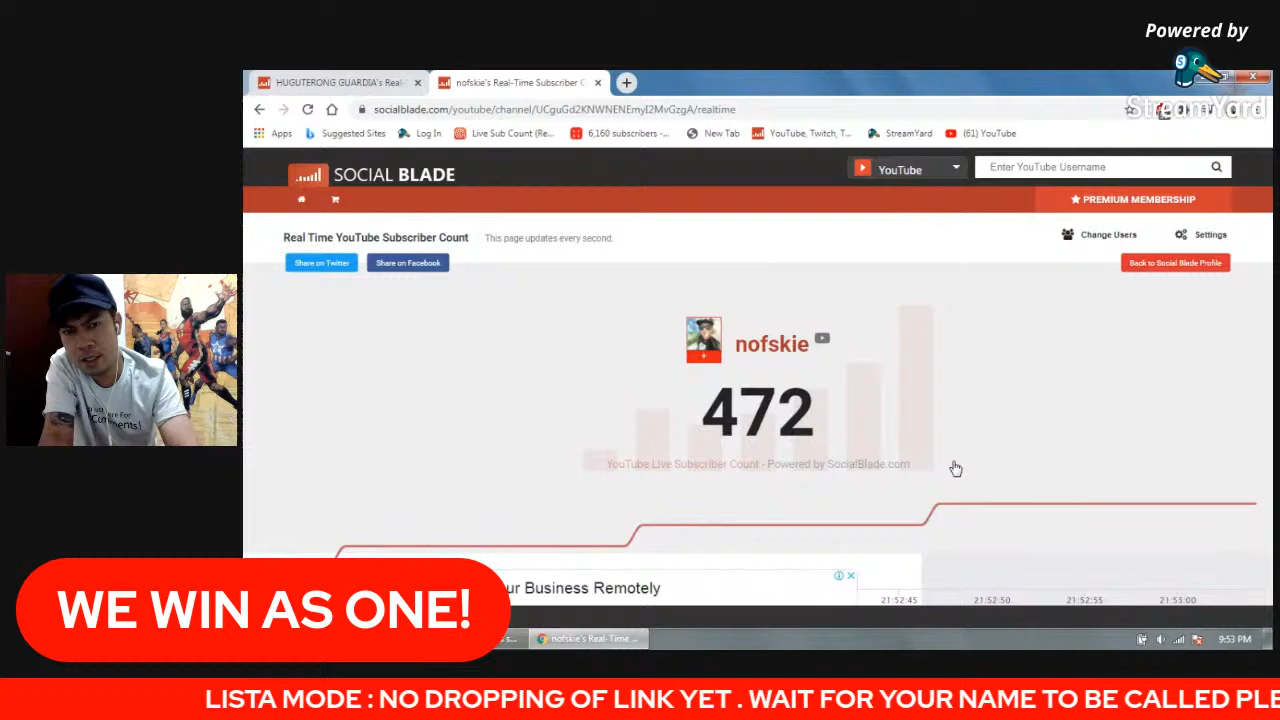 Powered by
StreamYard
HUGUTERONG GUARDIA's Real-
nofskie's Real-Time Subscriber C
socialblade.com/youtube/channel/UCguGd2KNWNENEmyI2MvGzgA/realtime
Apps
Suggested Sites
Log In
Live Sub Count (Re...
6,160 subscribers -...
New Tab
YouTube, Twitch, T...
StreamYard
(61) YouTube
SOCIAL BLADE
YouTube
Enter YouTube Username
PREMIUM MEMBERSHIP
Real Time YouTube Subscriber Count
This page updates every second.
Change Users
Settings
Share on Twitter
Share on Facebook
Back to Social Blade Profile
nofskie
472
YouTube Live Subscriber Count - Powered by SocialBlade.com
ur Business Remotely
21:52:45
21:52:50
21:52:55
21:53:00
WE WIN AS ONE!
nofskie's Real-Time ...
9:53 PM
LISTA MODE : NO DROPPING OF LINK YET . WAIT FOR YOUR NAME TO BE CALLED PLE